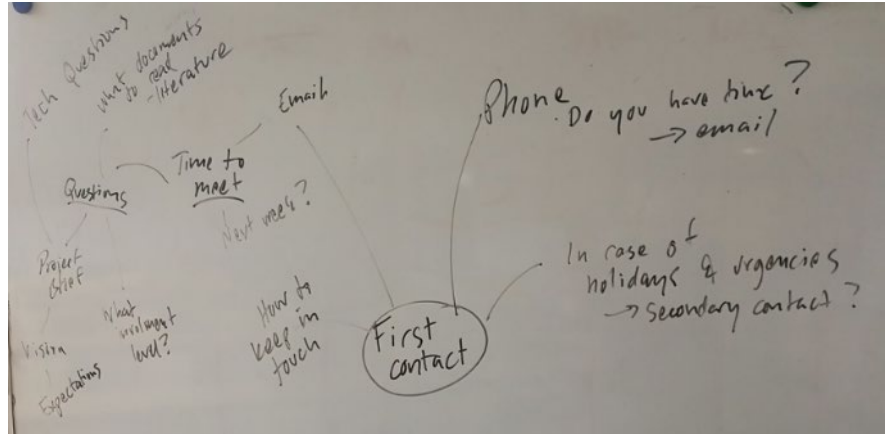 Tech Questions
What documents
to read
-literature
Email
Phone
Do you have time?
→ email
Questions
Time to
meet
Next week?
Project
Brief
What
involment
level?
Vision
Expectations
How to
keep in
touch
First
contact
In case of
holidays & urgencies
→ secondary contact?